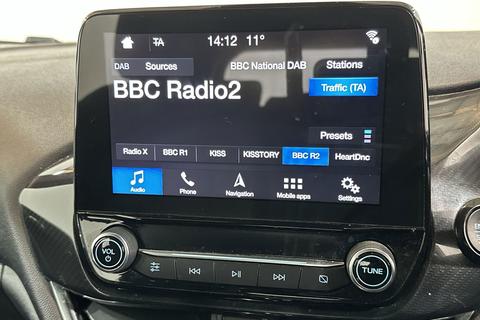 TA 14:12 11°
DAB Sources BBC National DAB Stations
BBC Radio2 Traffic (TA)
Presets
Radio X BBC R1 KISS KISSTORY BBC R2 HeartDnc
Audio Phone Navigation Mobile apps Settings
VOL TUNE